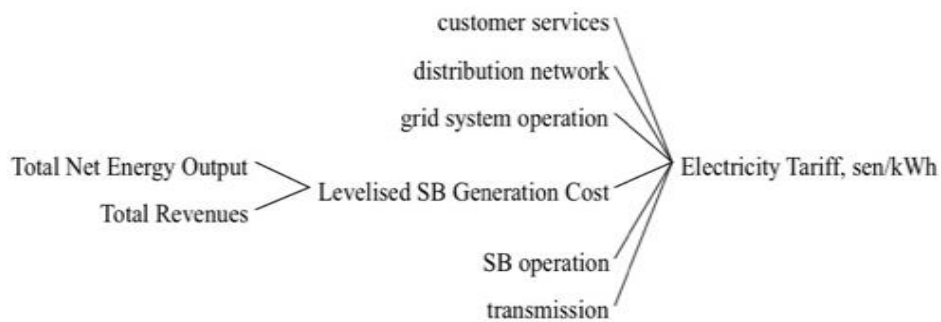 customer services
distribution network
grid system operation
Total Net Energy Output
Electricity Tariff, sen/kWh
Levelised SB Generation Cost
Total Revenues
SB operation
transmission